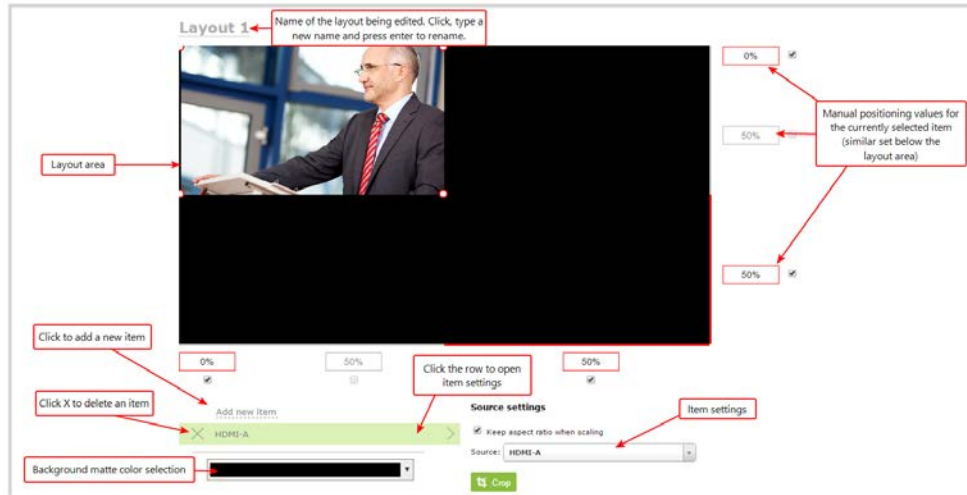 Layout 1
Name of the layout being edited. Click, type a
new name and press enter to rename.
0%
Manual positioning values for
the currently selected item
(similar set below the
layout area)
50%
Layout area
50%
Click to add a new item
0%
50%
50%
Click the row to open
item settings
Click X to delete an item
Add new item
Source settings
Item settings
HDMI-A
Keep aspect ratio when scaling
Source: HDMI-A
Background matte color selection
Crop